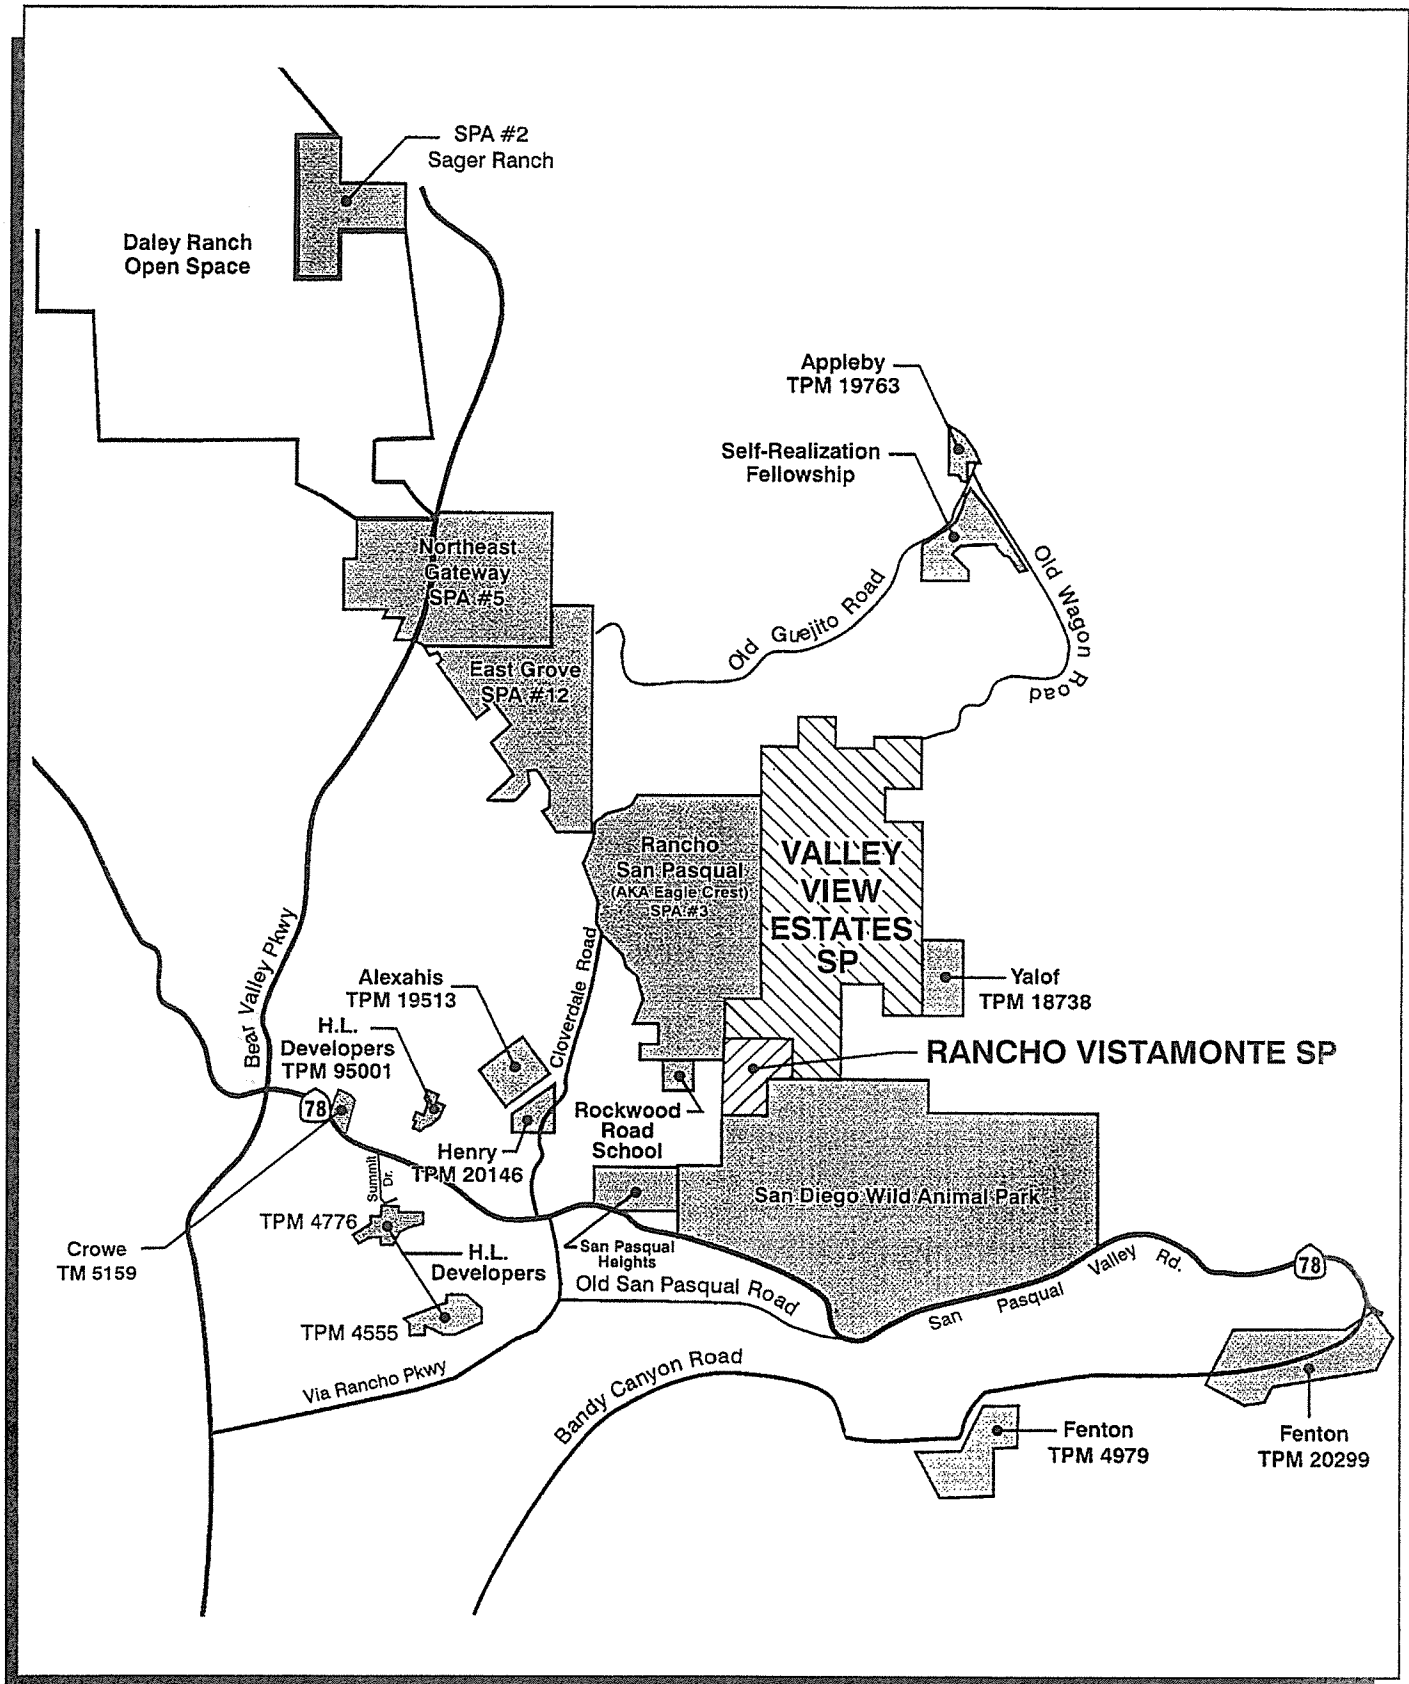 SPA #2
Sager Ranch
Daley Ranch
Open Space
Appleby
TPM 19763
Self-Realization
Fellowship
Northeast
Gateway
SPA #5
Old Guejito Road
Old Wagon Road
East Grove
SPA #12
Rancho
San Pasqual
(AKA Eagle Crest)
SPA #3
VALLEY
VIEW
ESTATES
SP
Bear Valley Pkwy
Cloverdale Road
Alexahis
TPM 19513
Yalof
TPM 18738
H.L.
Developers
TPM 95001
RANCHO VISTAMONTE SP
78
Rockwood
Road
School
Henry
TPM 20146
Summit
Dr.
San Diego Wild Animal Park
TPM 4776
Crowe
TM 5159
H.L.
Developers
San Pasqual
Heights
Old San Pasqual Road
San Pasqual Valley Rd.
78
TPM 4555
Via Rancho Pkwy
Bandy Canyon Road
Fenton
TPM 4979
Fenton
TPM 20299